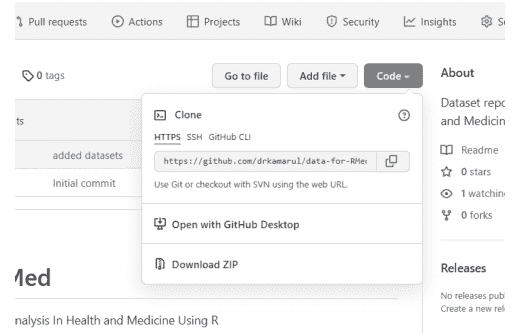 Pull requests Actions Projects Wiki Security Insights
0 tags Go to file Add file Code About
Clone
HTTPS SSH GitHub CLI
https://github.com/drkamarul/data-for-RMe
Use Git or checkout with SVN using the web URL.
Open with GitHub Desktop
Download ZIP
ts
added datasets
Initial commit
Med
nalysis In Health and Medicine Using R
Dataset repo
and Medicin
Readme
0 stars
1 watching
0 forks
Releases
No releases publ
Create a new rel